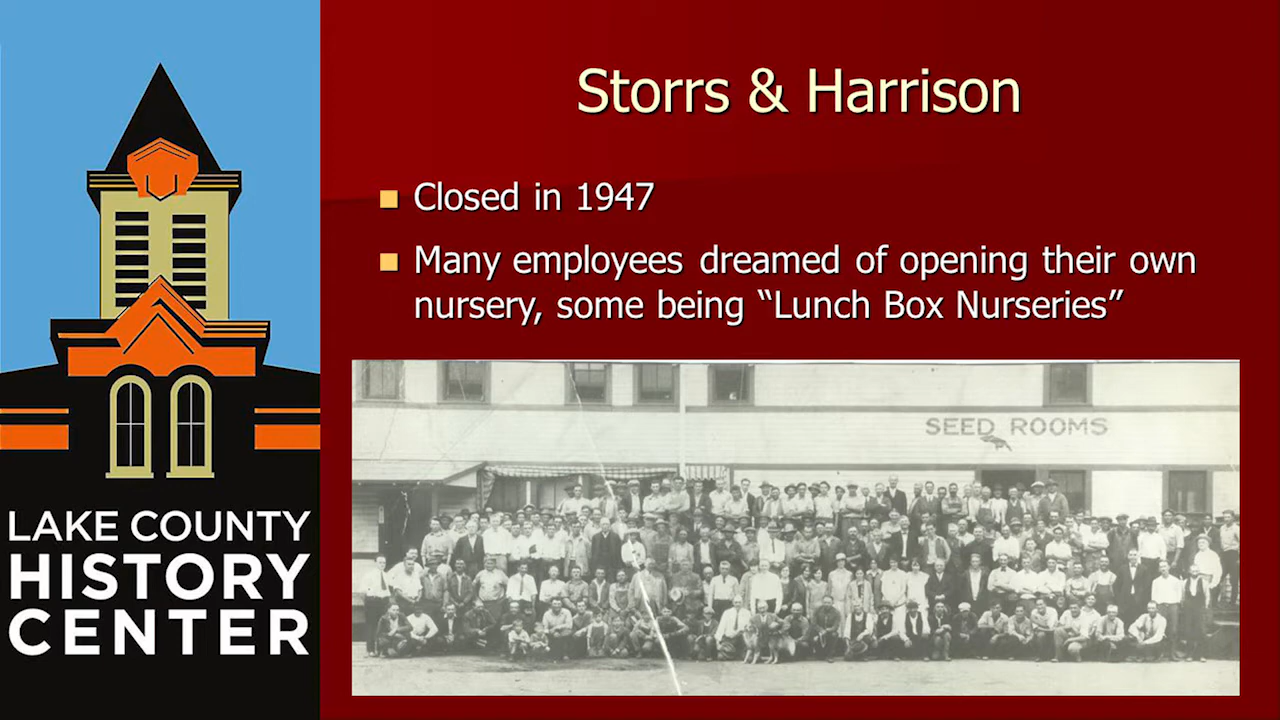 Storrs & Harrison
Closed in 1947
Many employees dreamed of opening their own
nursery, some being “Lunch Box Nurseries”
SEED ROOMS
LAKE COUNTY
HISTORY
CENTER